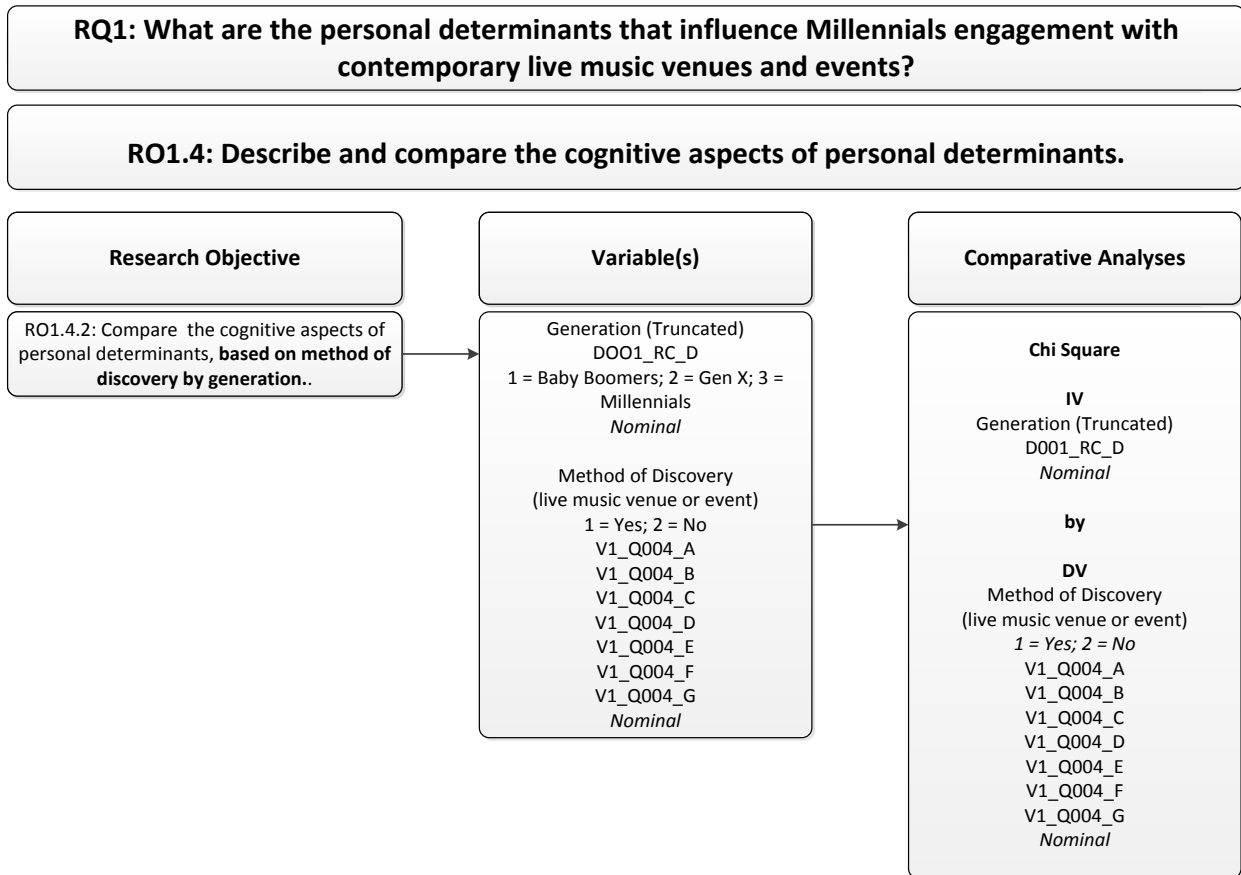 RQ1: What are the personal determinants that influence Millennials engagement with
contemporary live music venues and events?
RO1.4: Describe and compare the cognitive aspects of personal determinants.
Research Objective
RO1.4.2: Compare  the cognitive aspects of
personal determinants, based on method of
discovery by generation..
Variable(s)
Generation (Truncated)
DOO1_RC_D
1 = Baby Boomers; 2 = Gen X; 3 =
Millennials
Nominal
Method of Discovery
(live music venue or event)
1 = Yes; 2 = No
V1_Q004_A
V1_Q004_B
V1_Q004_C
V1_Q004_D
V1_Q004_E
V1_Q004_F
V1_Q004_G
Nominal
Comparative Analyses
Chi Square
IV
Generation (Truncated)
D001_RC_D
Nominal
by
DV
Method of Discovery
(live music venue or event)
1 = Yes; 2 = No
V1_Q004_A
V1_Q004_B
V1_Q004_C
V1_Q004_D
V1_Q004_E
V1_Q004_F
V1_Q004_G
Nominal